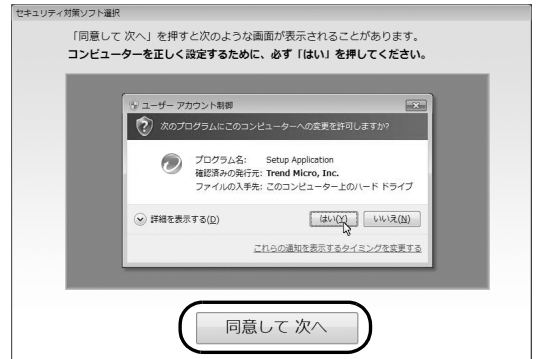 セキュリティ対策ソフト選択
「同意して 次へ」を押すと次のような画面が表示されることがあります。
コンピューターを正しく設定するために、必ず「はい」を押してください。
ユーザー アカウント制御
次のプログラムにこのコンピューターへの変更を許可しますか?
プログラム名: Setup Application
確認済みの発行元: Trend Micro, Inc.
ファイルの入手先: このコンピューター上のハード ドライブ
詳細を表示する(D) はい(Y) いいえ(N)
これらの通知を表示するタイミングを変更する
同意して 次へ